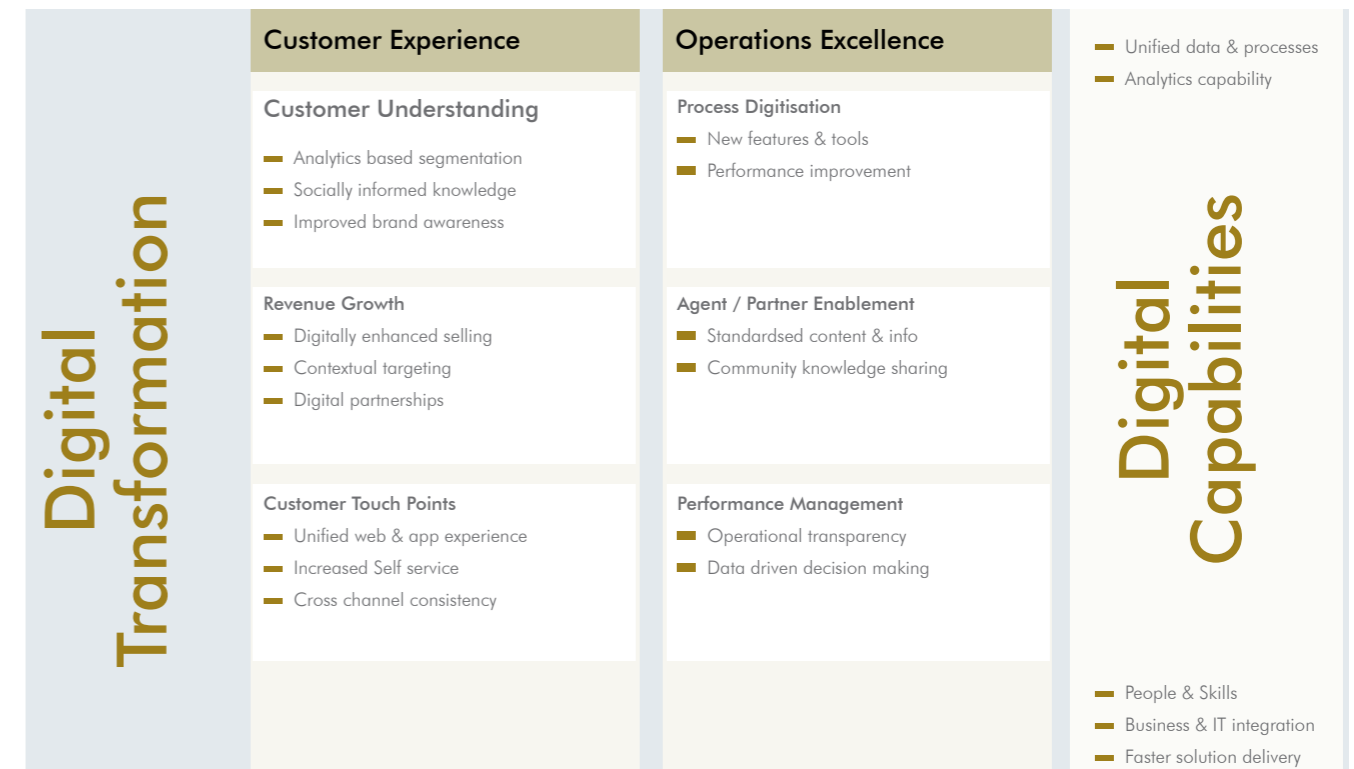 Digital
Transformation
Customer Experience
Customer Understanding
Analytics based segmentation
Socially informed knowledge
Improved brand awareness
Revenue Growth
Digitally enhanced selling
Contextual targeting
Digital partnerships
Customer Touch Points
Unified web & app experience
Increased Self service
Cross channel consistency
Operations Excellence
Process Digitisation
New features & tools
Performance improvement
Agent / Partner Enablement
Standardsed content & info
Community knowledge sharing
Performance Management
Operational transparency
Data driven decision making
Unified data & processes
Analytics capability
Digital
Capabilities
People & Skills
Business & IT integration
Faster solution delivery